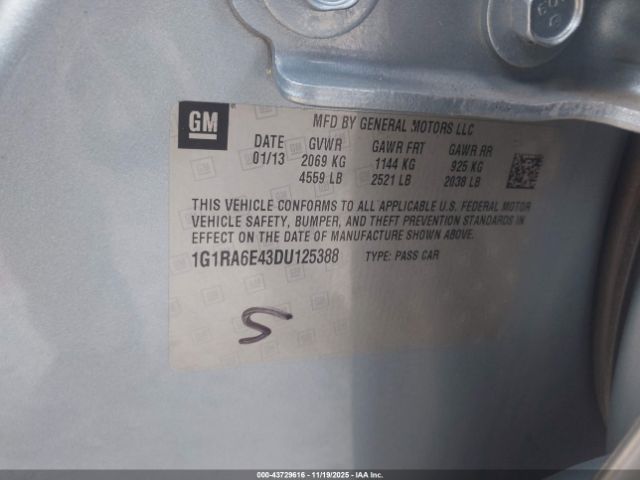 GM
MFD BY GENERAL MOTORS LLC
DATE GVWR GAWR FRT GAWR RR
01/13 2069 KG 1144 KG 925 KG
4559 LB 2521 LB 2038 LB
THIS VEHICLE CONFORMS TO ALL APPLICABLE U.S. FEDERAL MOTOR
VEHICLE SAFETY, BUMPER, AND THEFT PREVENTION STANDARDS IN
EFFECT ON THE DATE OF MANUFACTURE SHOWN ABOVE.
1G1RA6E43DU125388 TYPE: PASS CAR
S
000-43729616 - 11/19/2025 - IAA Inc.